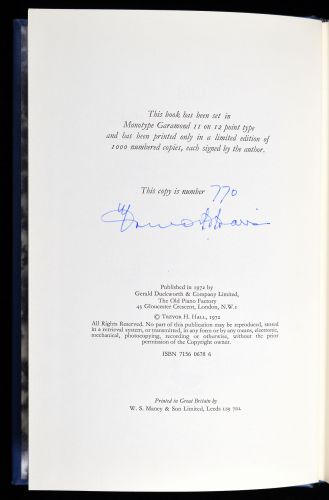 This book has been set in
Monotype Garamond 11 on 12 point type
and has been printed only in a limited edition of
1000 numbered copies, each signed by the author.
This copy is number 770
Trevor H. Hall
Published in 1972 by
Gerald Duckworth & Company Limited,
The Old Piano Factory
43 Gloucester Crescent, London, N.W.1
© Trevor H. Hall, 1972
All Rights Reserved. No part of this publication may be reproduced, stored
in a retrieval system, or transmitted, in any form or by any means, electronic,
mechanical, photocopying, recording or otherwise, without the prior
permission of the Copyright owner.
ISBN 7156 0678 6
Printed in Great Britain by
W. S. Maney & Son Limited, Leeds LS9 7DL